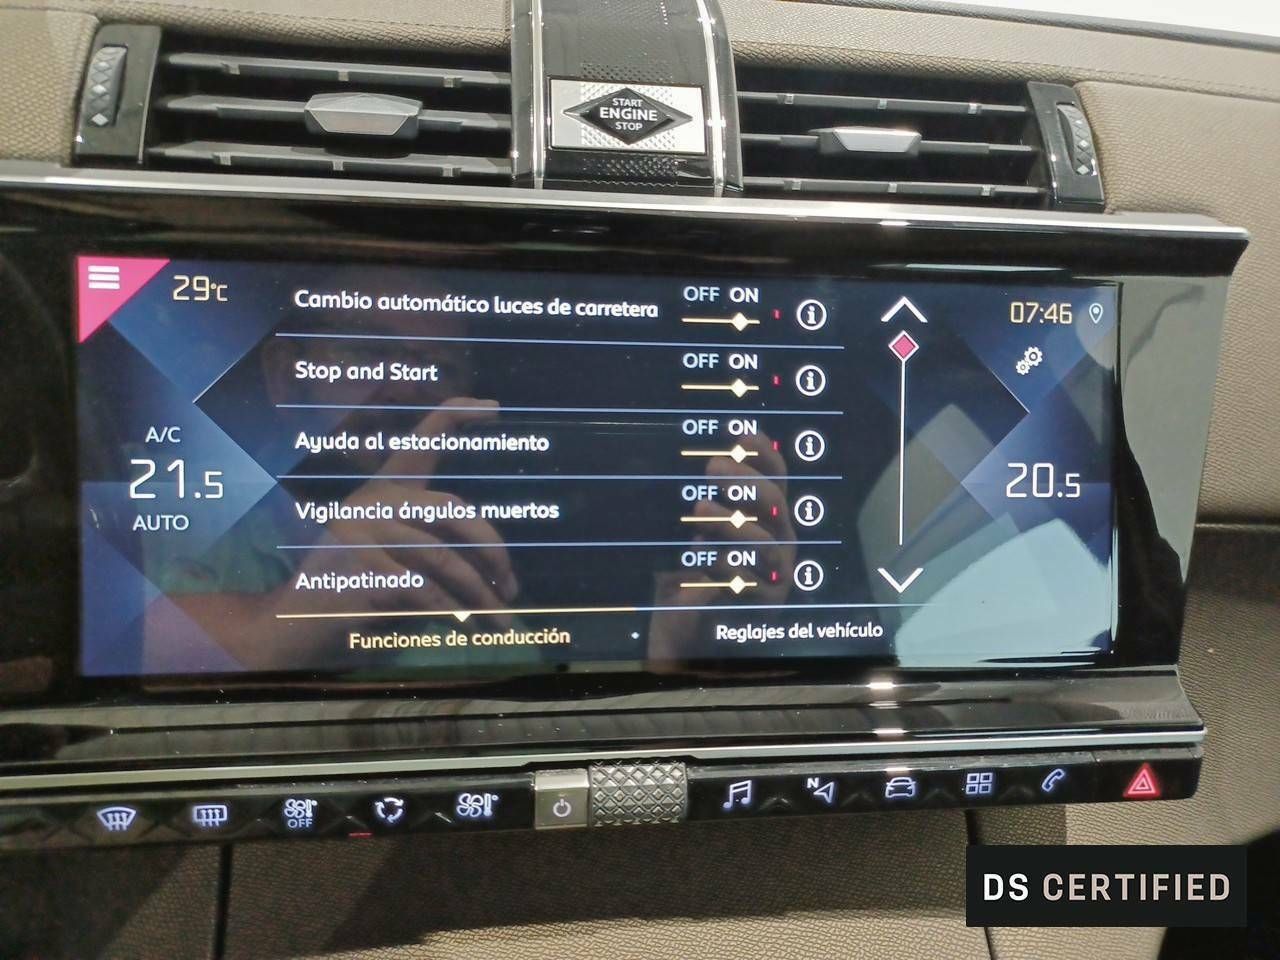 START
ENGINE
STOP
29°C
07:46
Cambio automático luces de carretera OFF ON
Stop and Start OFF ON
Ayuda al estacionamiento OFF ON
Vigilancia ángulos muertos OFF ON
Antipatinado OFF ON
A/C
21.5
AUTO
20.5
Funciones de conducción
Reglajes del vehículo
OFF
N
DS CERTIFIED